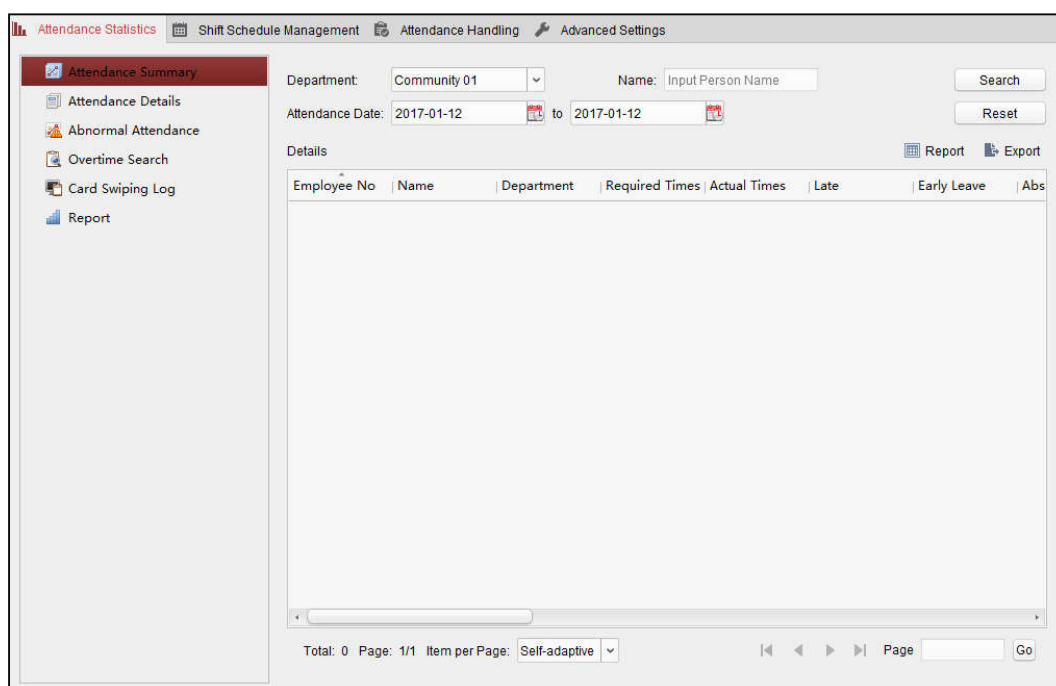 Attendance Statistics Shift Schedule Management Attendance Handling Advanced Settings
Attendance Summary
Attendance Details
Abnormal Attendance
Overtime Search
Card Swiping Log
Report
Department: Community 01 Name: Input Person Name Search
Attendance Date: 2017-01-12 to 2017-01-12 Reset
Details Report Export
Employee No Name Department Required Times Actual Times Late Early Leave Abs
Total: 0 Page: 1/1 Item per Page: Self-adaptive Page Go